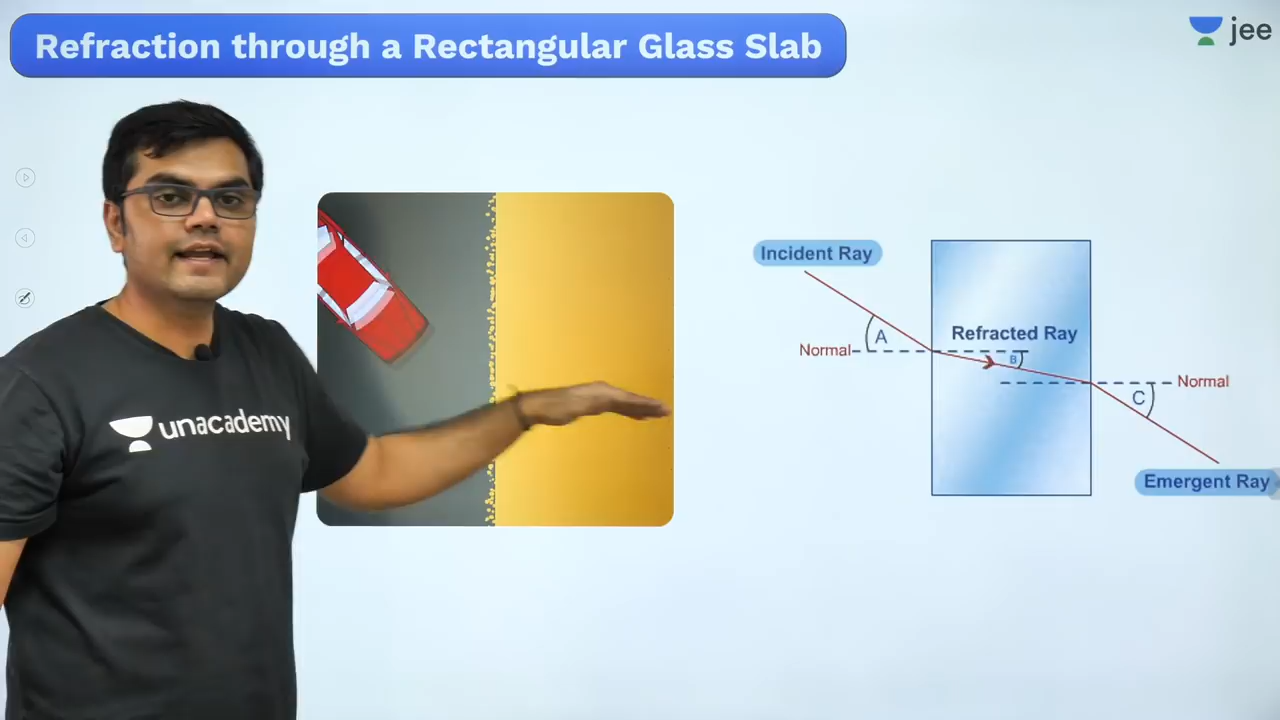 Refraction through a Rectangular Glass Slab
jee
Incident Ray
Refracted Ray
A
Normal
B
Normal
C
unacademy
Emergent Ray